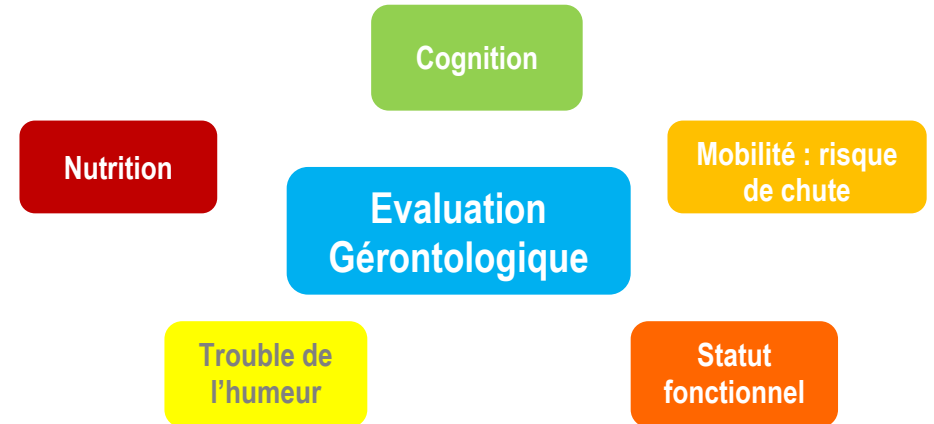 Cognition
Nutrition
Mobilité : risque
de chute
Evaluation
Gérontologique
Trouble de
l’humeur
Statut
fonctionnel